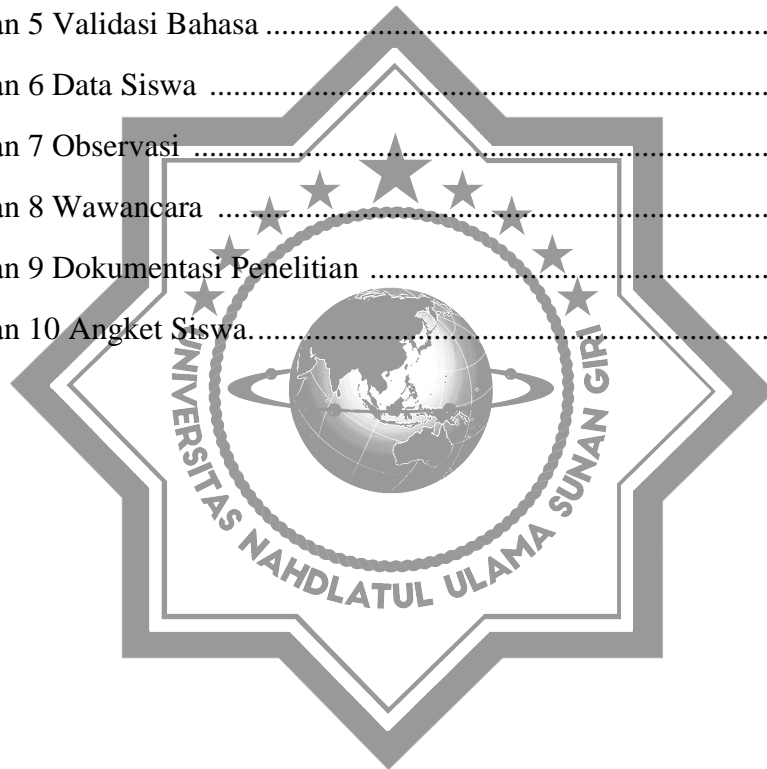 an 5 Validasi Bahasa ........................................................................
an 6 Data Siswa ........................................................................
an 7 Observasi ........................................................................
an 8 Wawancara ........................................................................
an 9 Dokumentasi Penelitian ........................................................................
an 10 Angket Siswa.........................................................................
UNIVERSITAS NAHDLATUL ULAMA SUNAN GIRI